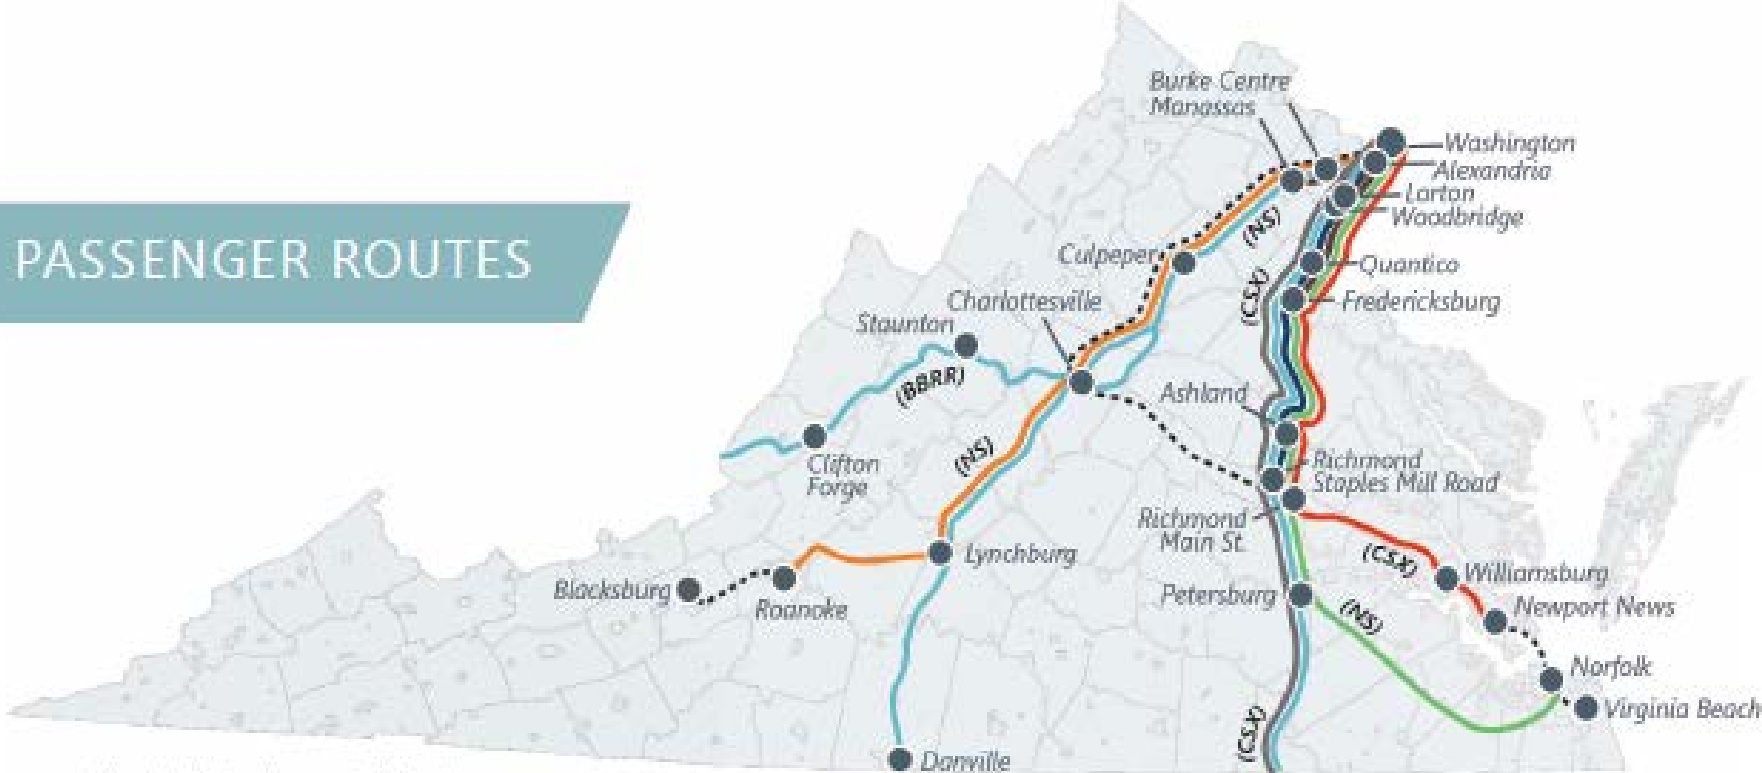 PASSENGER ROUTES
Burke Centre
Manassas
Washington
Alexandria
Lorton
Woodbridge
(NS)
Culpeper
Quantico
(CSX)
Charlottesville
Fredericksburg
Staunton
(BBRR)
Ashland
Clifton
Forge
(NS)
Richmond
Staples Mill Road
Richmond
Main St.
(CSX)
Lynchburg
Williamsburg
Blacksburg
Roanoke
Petersburg
(NS)
Newport News
Norfolk
Virginia Beach
(CSX)
Danville